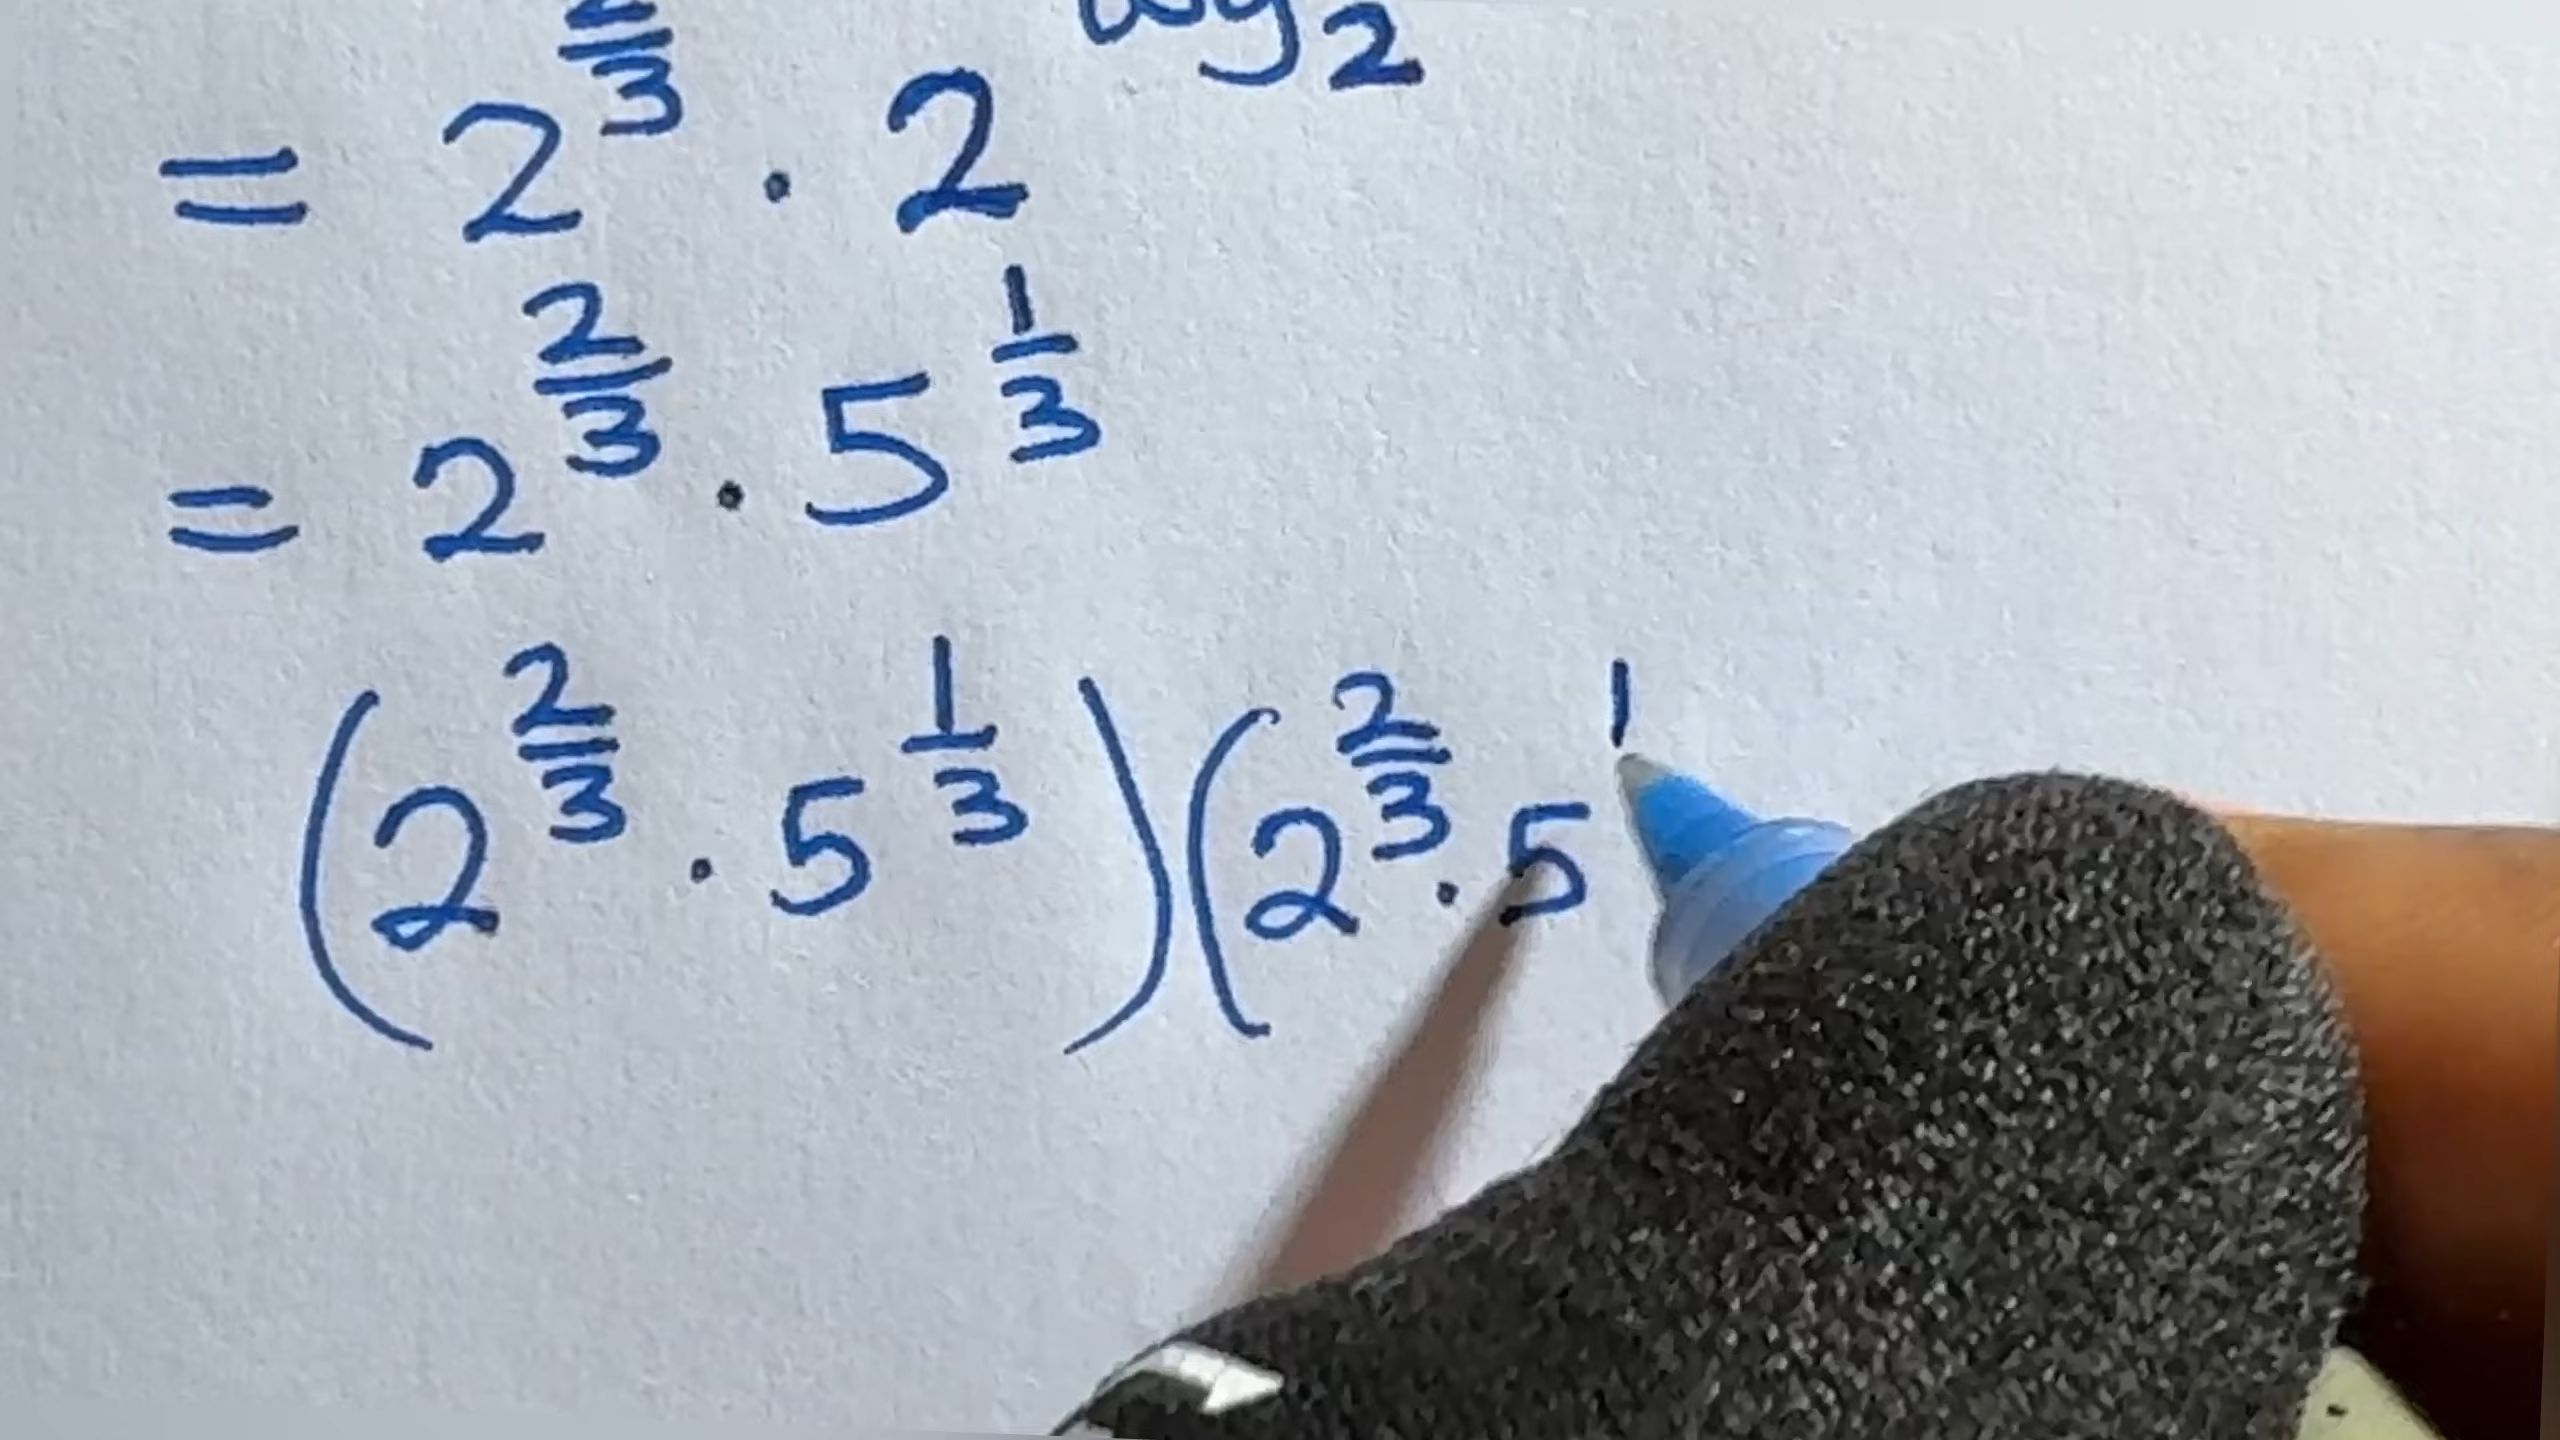 = 2^(2/3) · 2^(log_2
= 2^(2/3) · 5^(1/3)
(2^(2/3) · 5^(1/3))(2^(2/3) · 5^1